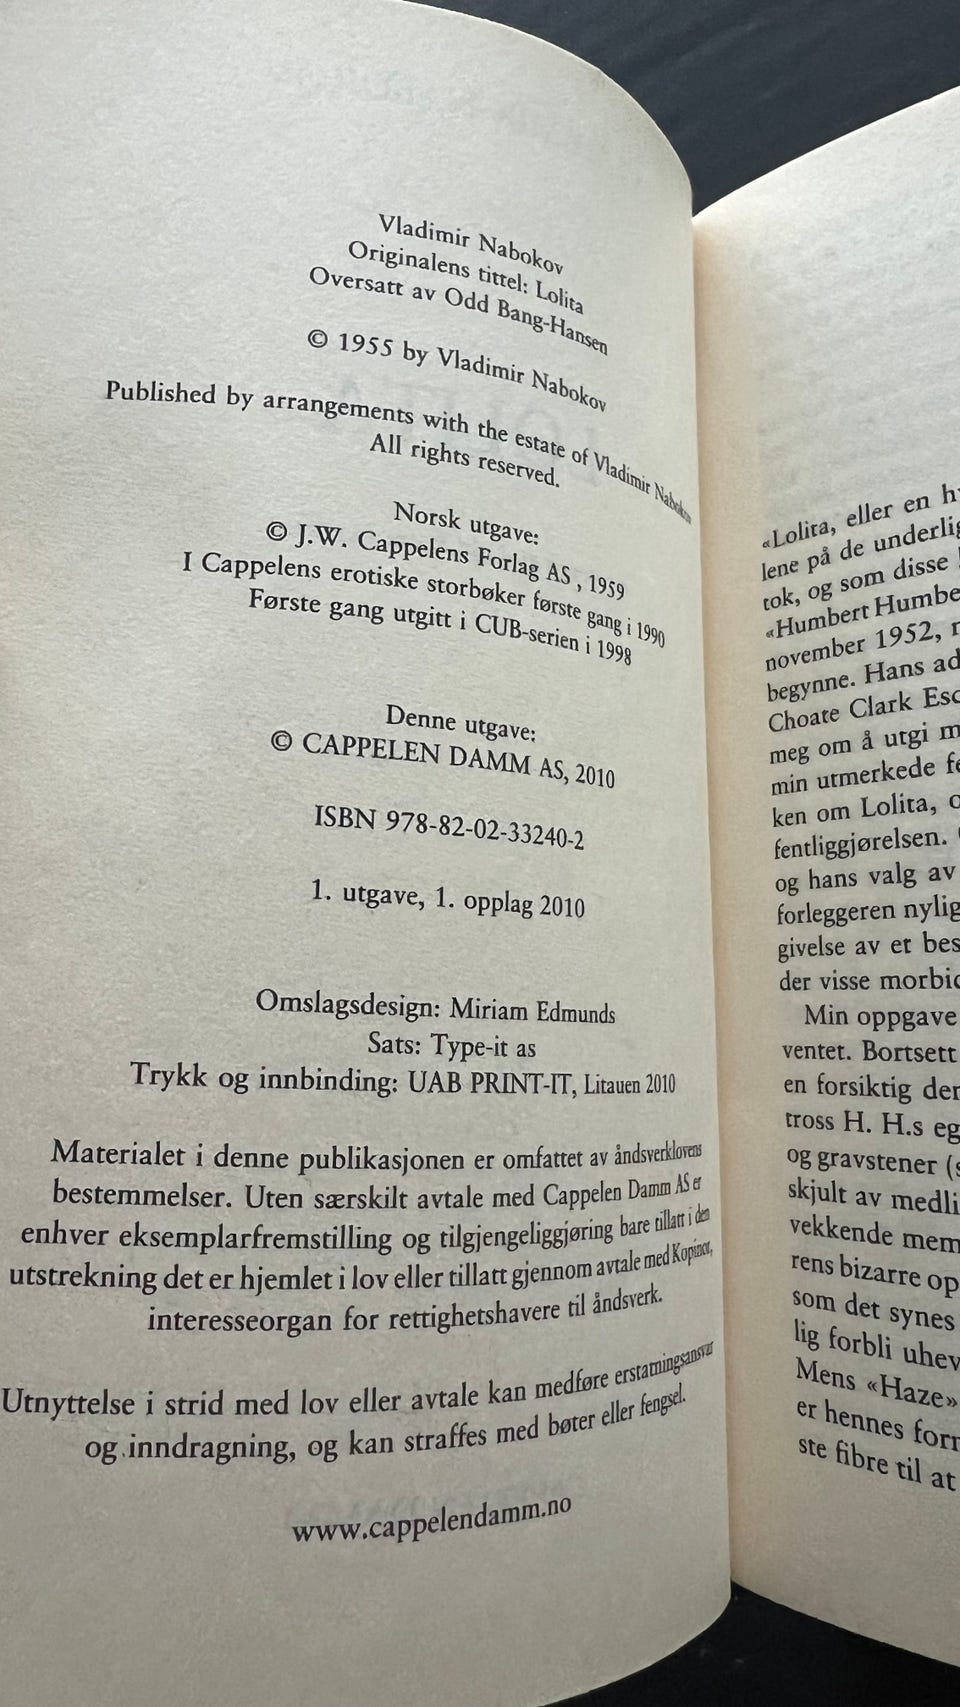 Vladimir Nabokov
Originalens tittel: Lolita
Oversatt av Odd Bang-Hansen
© 1955 by Vladimir Nabokov
Published by arrangements with the estate of Vladimir Nabokov
All rights reserved.
Norsk utgave:
© J.W. Cappelens Forlag AS , 1959
I Cappelens erotiske storbøker første gang i 1990
Første gang utgitt i CUB-serien i 1998
Denne utgave:
© CAPPELEN DAMM AS, 2010
ISBN 978-82-02-33240-2
1. utgave, 1. opplag 2010
Omslagsdesign: Miriam Edmunds
Sats: Type-it as
Trykk og innbinding: UAB PRINT-IT, Litauen 2010
Materialet i denne publikasjonen er omfattet av åndsverklovens
bestemmelser. Uten særskilt avtale med Cappelen Damm AS er
enhver eksemplarfremstilling og tilgjengeliggjøring bare tillatt i den
utstrekning det er hjemlet i lov eller tillatt gjennom avtale med Kopinor,
interesseorgan for rettighetshavere til åndsverk.
Utnyttelse i strid med lov eller avtale kan medføre erstatningsansvar
og inndragning, og kan straffes med bøter eller fengsel.
www.cappelendamm.no
«Lolita, eller en h
lene på de underlig
tok, og som disse
«Humbert Humbe
november 1952, n
begynne. Hans ad
Choate Clark Esc
meg om å utgi m
min utmerkede fe
ken om Lolita, o
fentliggjørelsen.
og hans valg av
forleggeren nylig
givelse av et bes
der visse morbid
Min oppgave
ventet. Bortsett
en forsiktig der
tross H. H.s eg
og gravstener (s
skjult av medli
vekkende mem
rens bizarre op
som det synes
lig forbli uhev
Mens «Haze»
er hennes forr
ste fibre til at